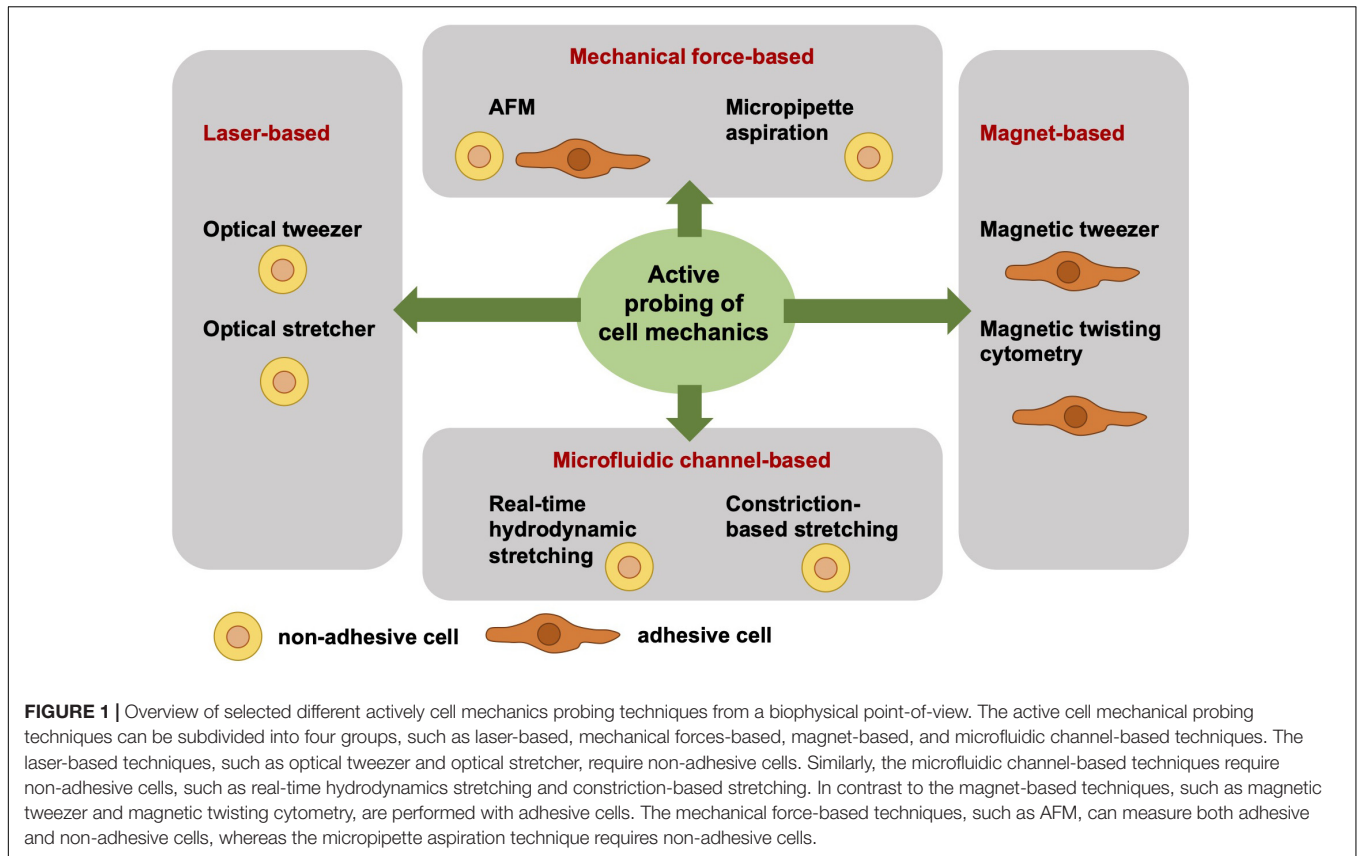 Mechanical force-based
AFM
Micropipette
aspiration
Laser-based
Optical tweezer
Optical stretcher
Active
probing of
cell mechanics
Magnet-based
Magnetic tweezer
Magnetic twisting
cytometry
Microfluidic channel-based
Real-time
hydrodynamic
stretching
Constriction-
based stretching
non-adhesive cell
adhesive cell
FIGURE 1 | Overview of selected different actively cell mechanics probing techniques from a biophysical point-of-view. The active cell mechanical probing
techniques can be subdivided into four groups, such as laser-based, mechanical forces-based, magnet-based, and microfluidic channel-based techniques. The
laser-based techniques, such as optical tweezer and optical stretcher, require non-adhesive cells. Similarly, the microfluidic channel-based techniques require
non-adhesive cells, such as real-time hydrodynamics stretching and constriction-based stretching. In contrast to the magnet-based techniques, such as magnetic
tweezer and magnetic twisting cytometry, are performed with adhesive cells. The mechanical force-based techniques, such as AFM, can measure both adhesive
and non-adhesive cells, whereas the micropipette aspiration technique requires non-adhesive cells.